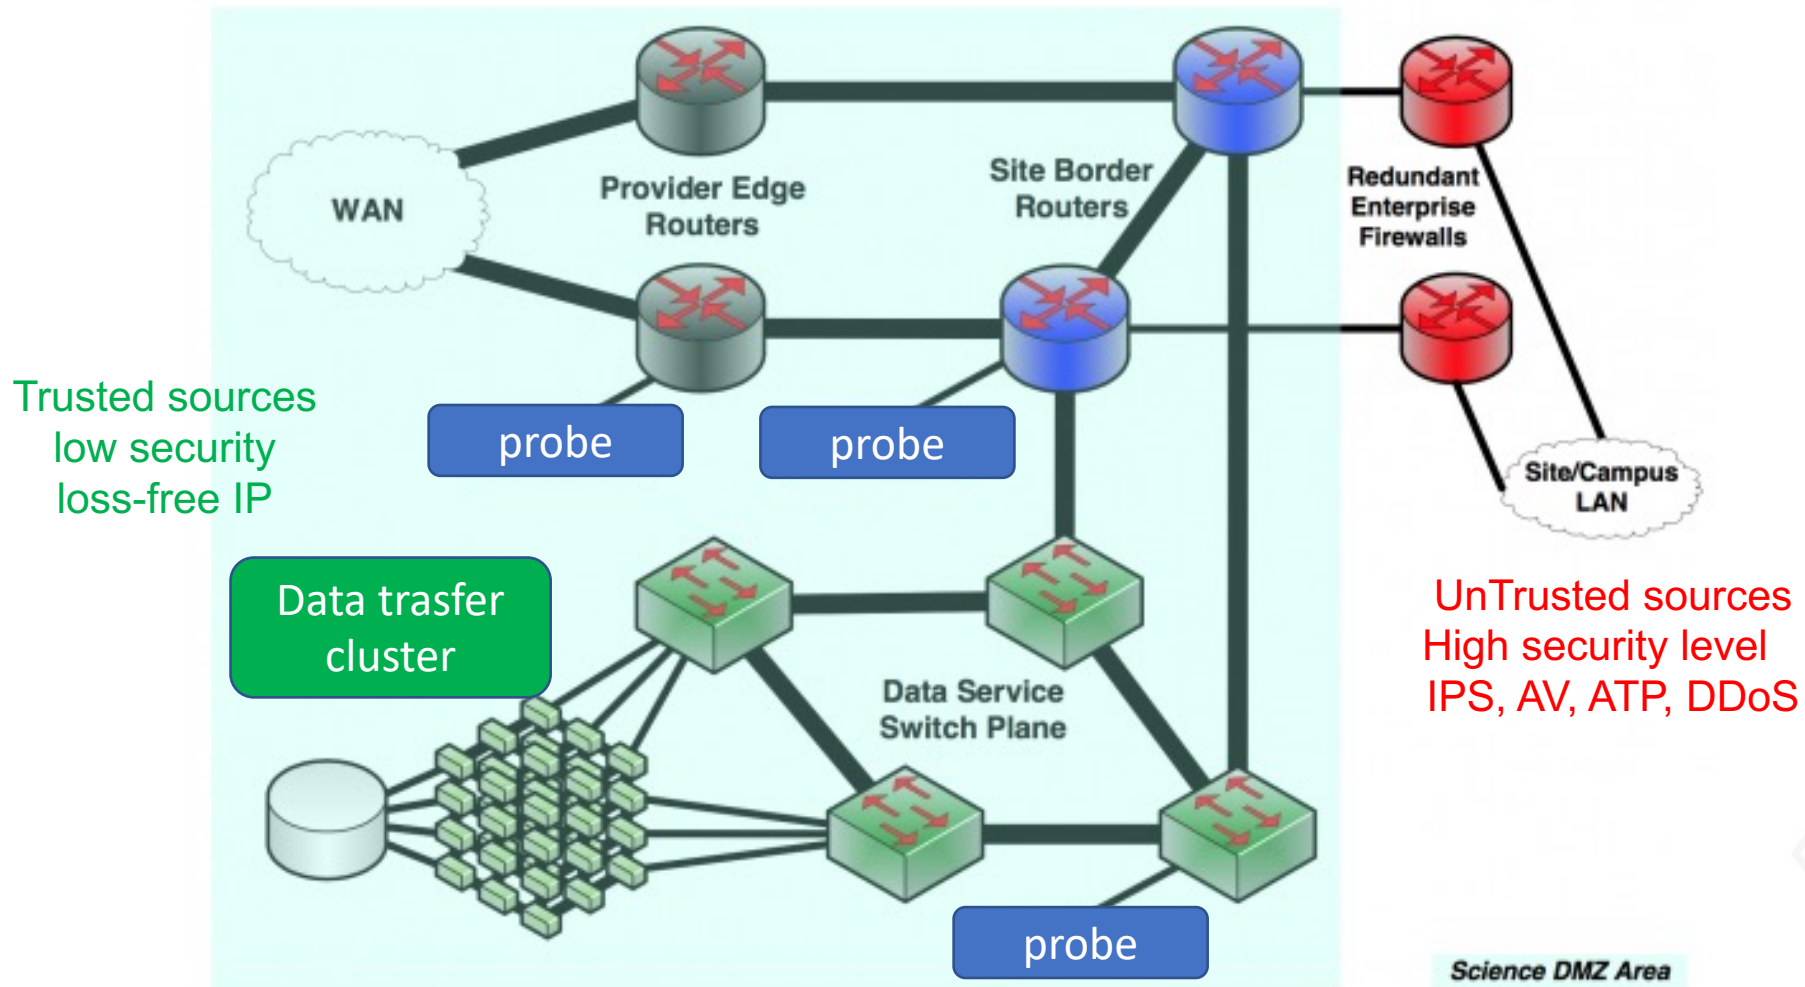 WAN
Provider Edge
Routers
Site Border
Routers
Redundant
Enterprise
Firewalls
Trusted sources
low security
loss-free IP
probe
probe
Site/Campus
LAN
Data trasfer
cluster
UnTrusted sources
High security level
IPS, AV, ATP, DDoS
Data Service
Switch Plane
probe
Science DMZ Area